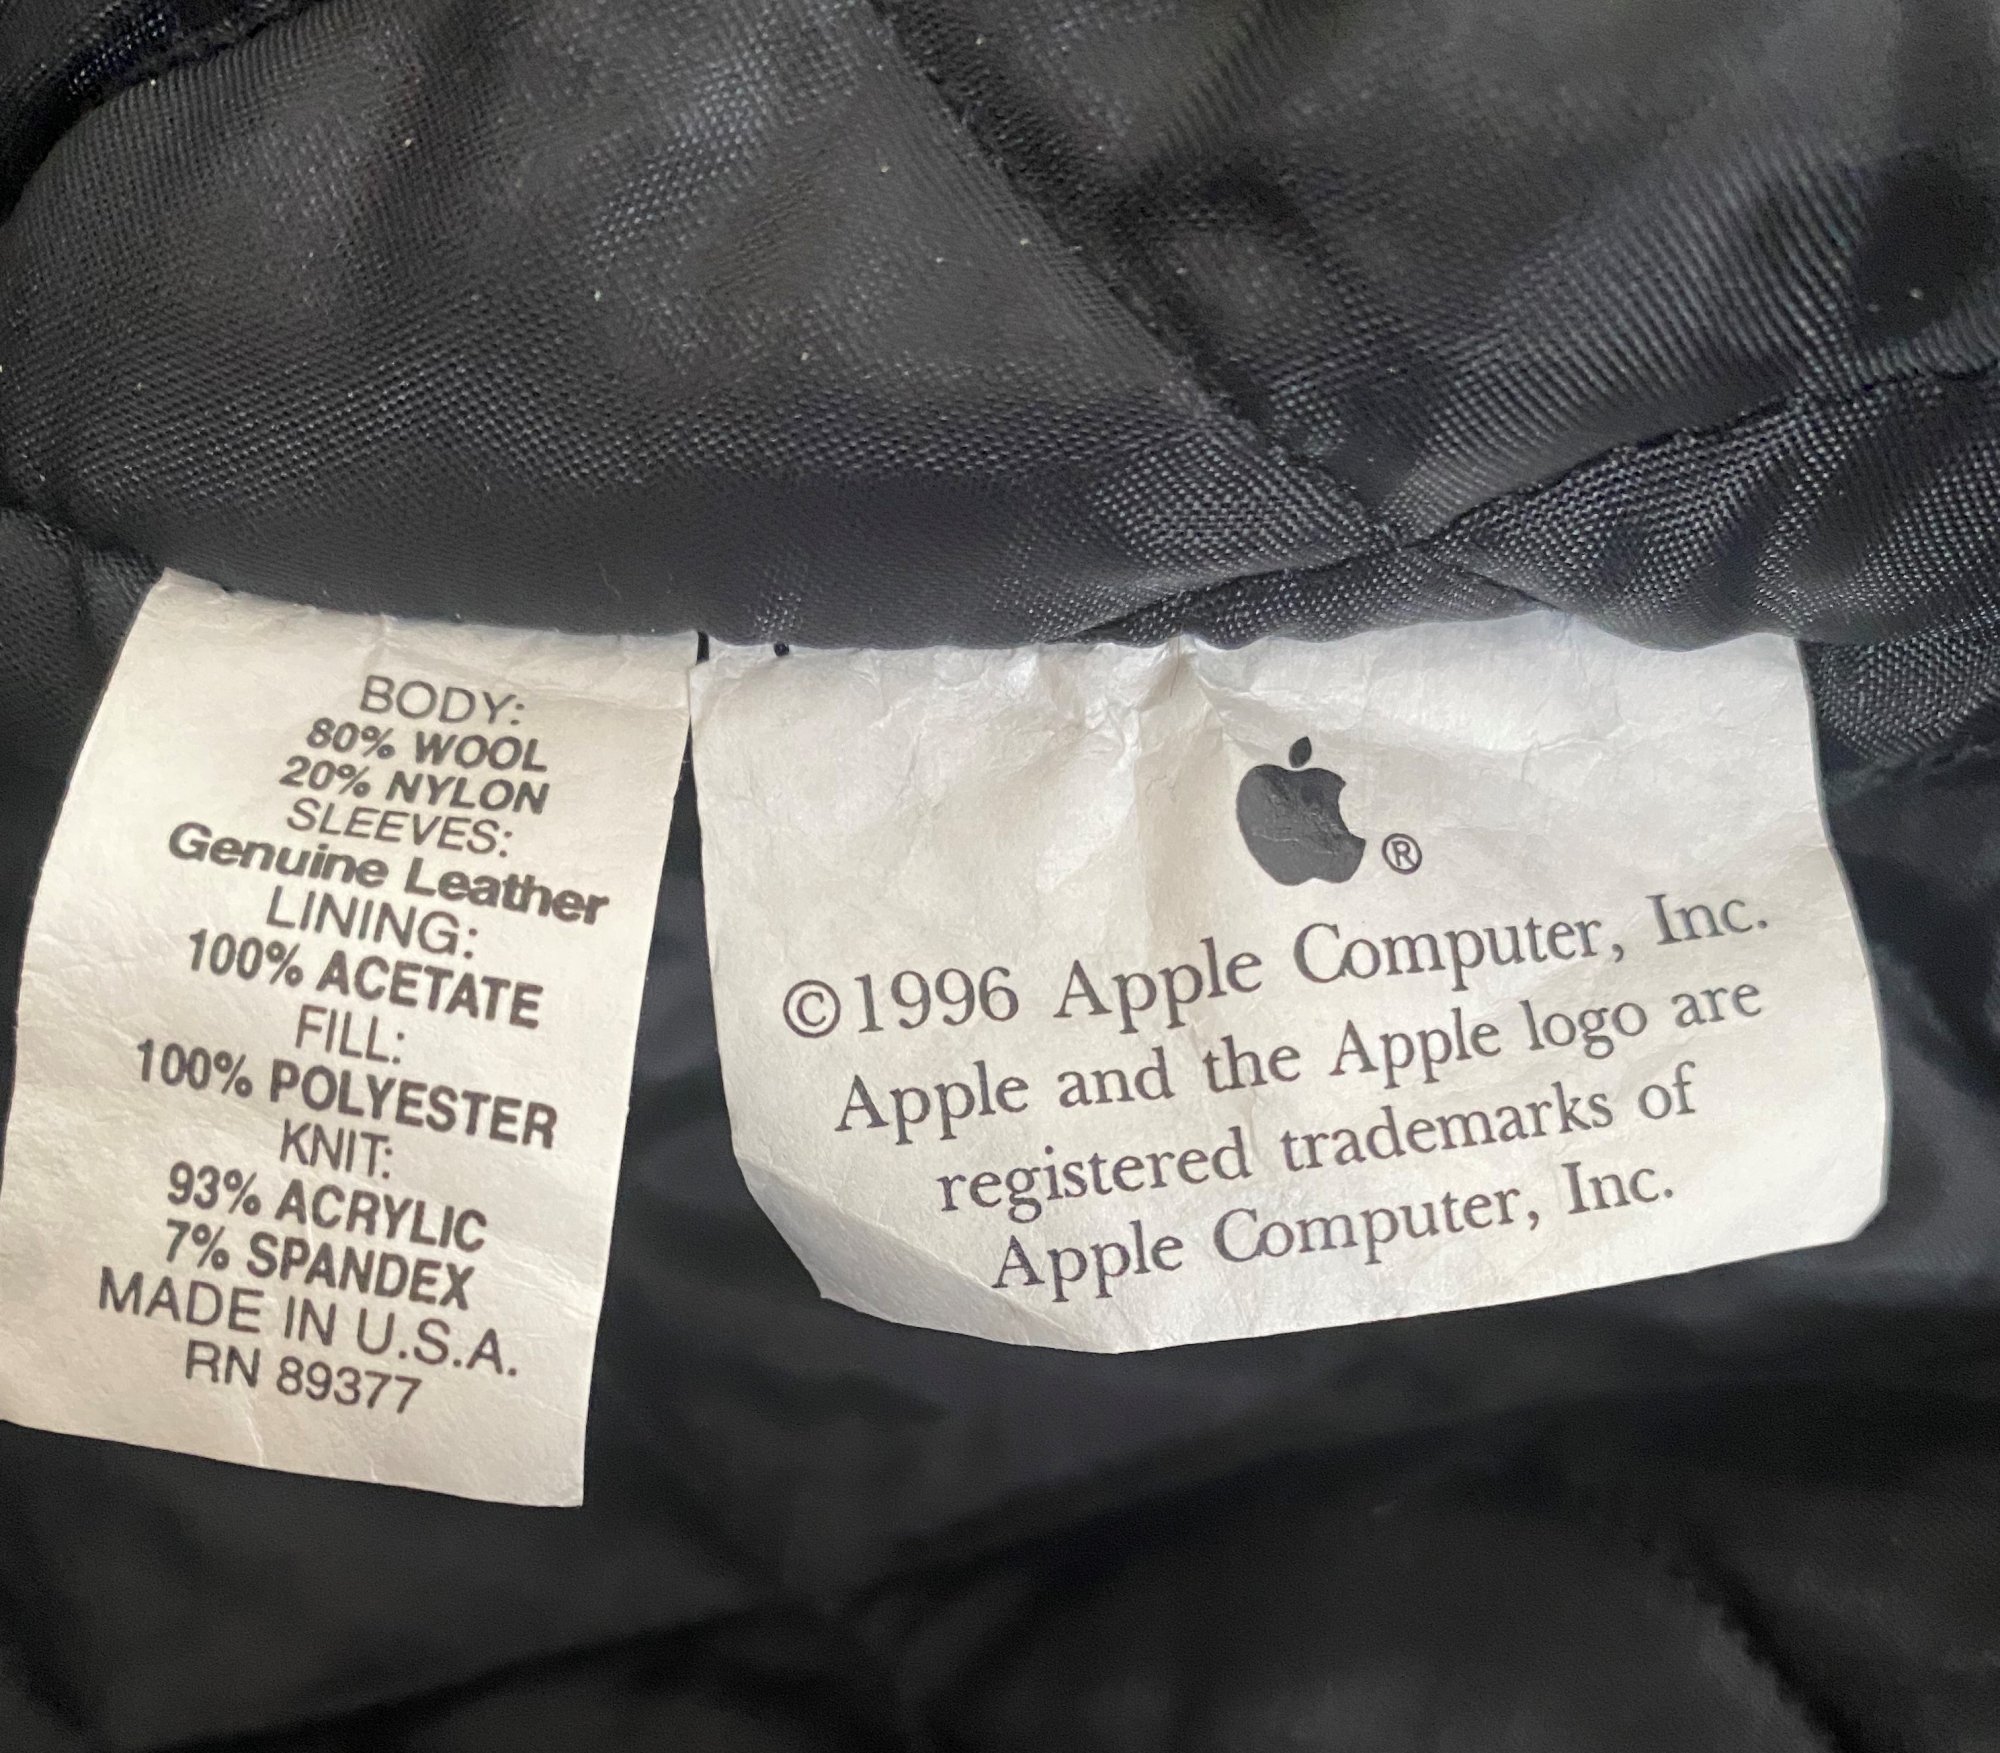 BODY:
80% WOOL
20% NYLON
SLEEVES:
Genuine Leather
LINING:
100% ACETATE
FILL:
100% POLYESTER
KNIT:
93% ACRYLIC
7% SPANDEX
MADE IN U.S.A.
RN 89377
®
©1996 Apple Computer, Inc.
Apple and the Apple logo are
registered trademarks of
Apple Computer, Inc.